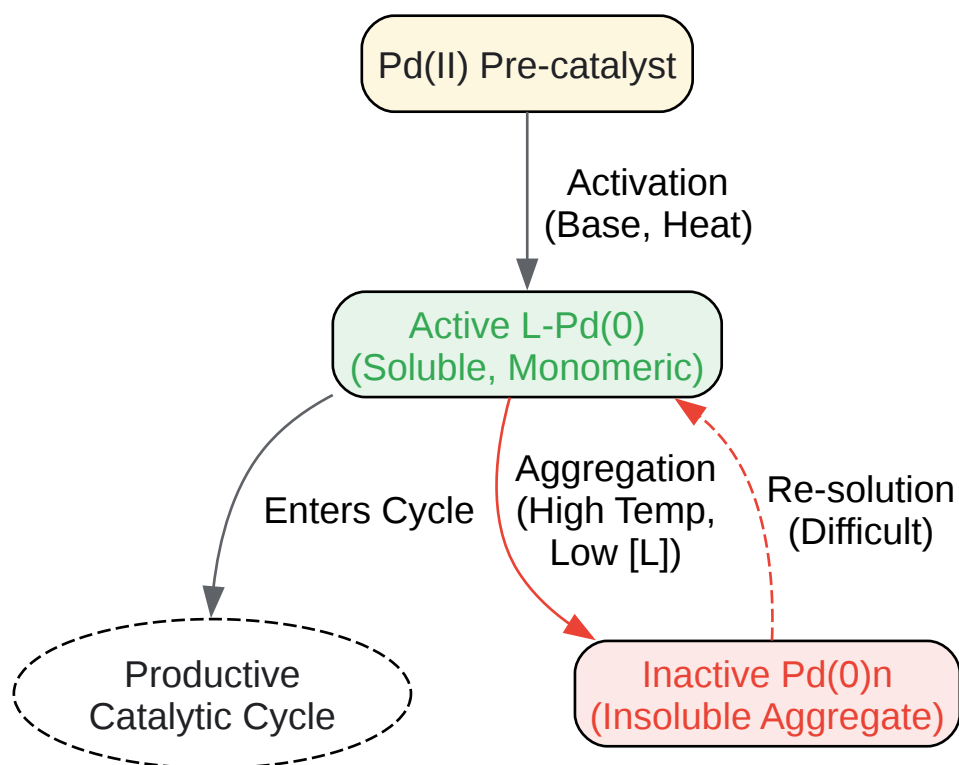 Pd(II) Pre-catalyst
Activation
(Base, Heat)
Active L-Pd(0)
(Soluble, Monomeric)
Enters Cycle
Aggregation
(High Temp,
Low [L])
Re-solution
(Difficult)
Productive
Catalytic Cycle
Inactive Pd(0)n
(Insoluble Aggregate)